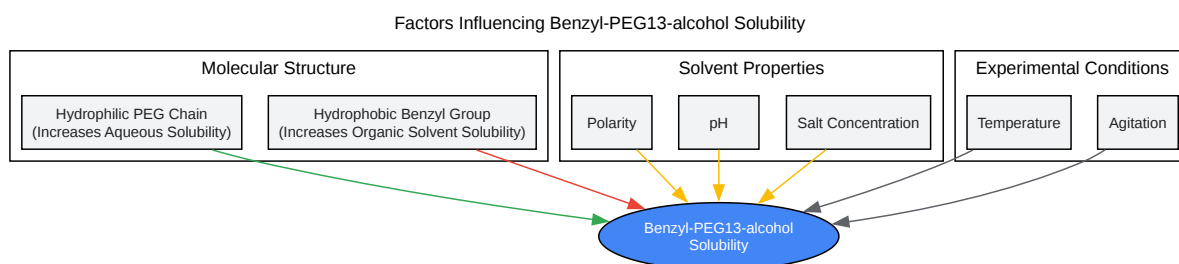 Factors Influencing Benzyl-PEG13-alcohol Solubility
Molecular Structure
Hydrophilic PEG Chain
(Increases Aqueous Solubility)
Hydrophobic Benzyl Group
(Increases Organic Solvent Solubility)
Solvent Properties
Polarity
pH
Salt Concentration
Experimental Conditions
Temperature
Agitation
Benzyl-PEG13-alcohol
Solubility